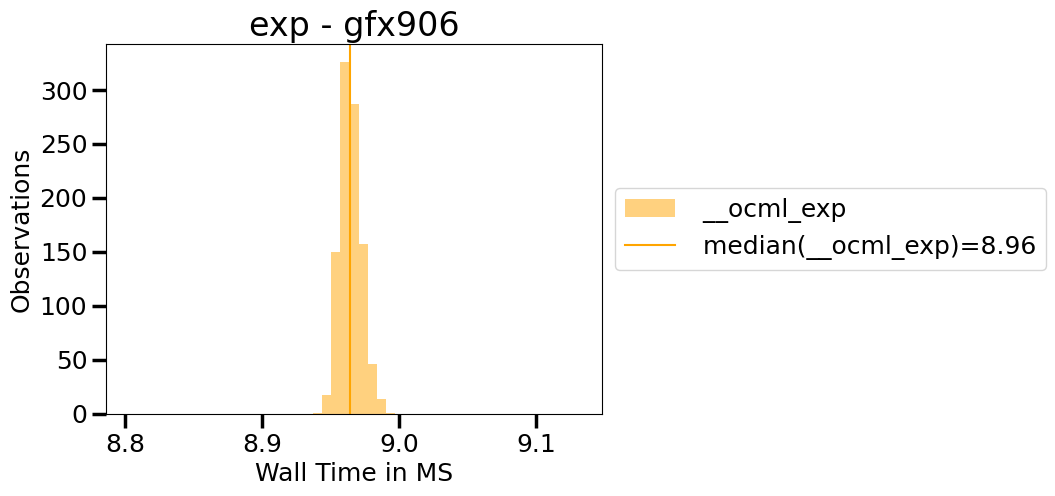 exp - gfx906
Observations
300
250
200
150
100
50
0
8.8 8.9 9.0 9.1
Wall Time in MS
__ocml_exp
median(__ocml_exp)=8.96